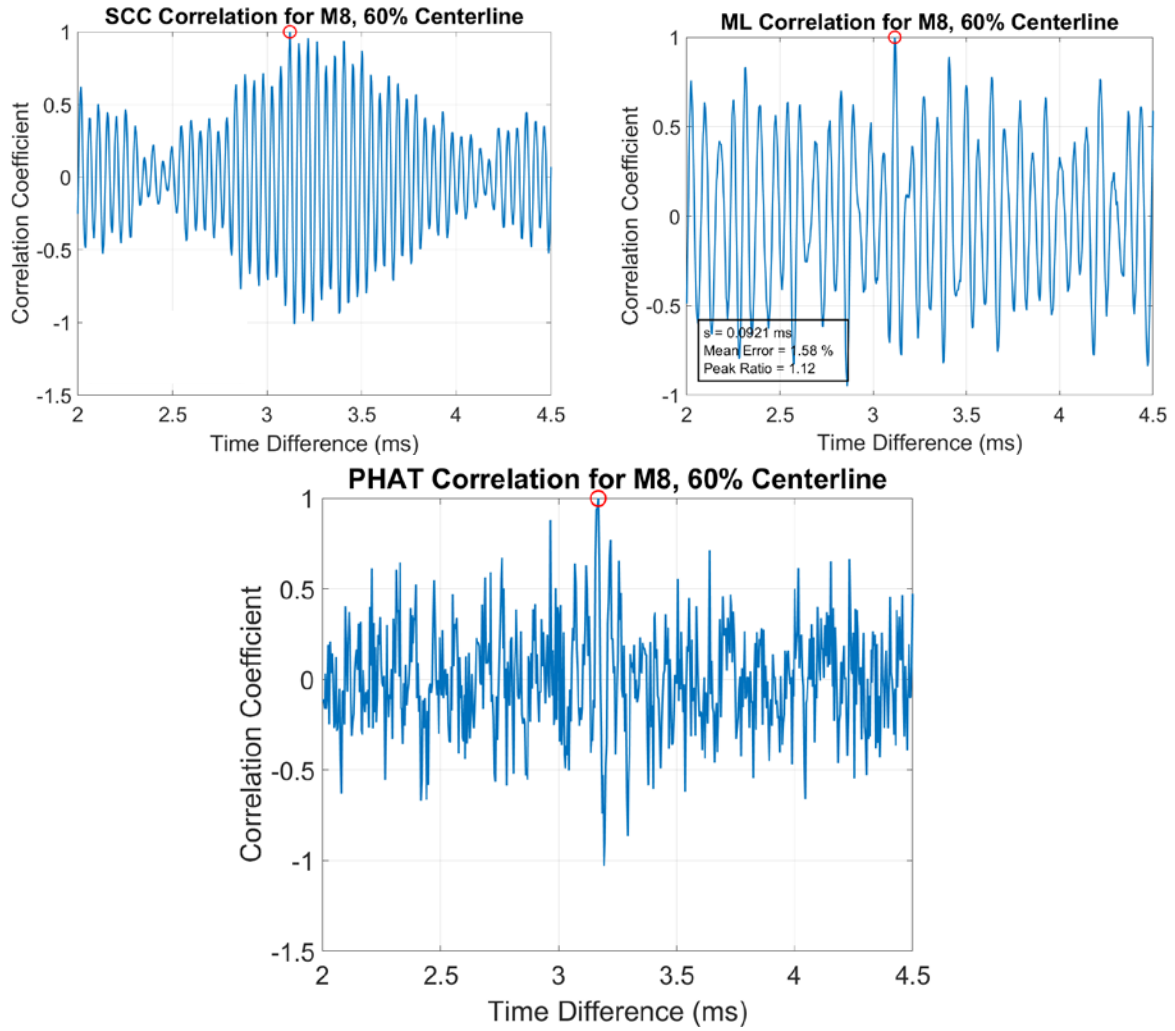 SCC Correlation for M8, 60% Centerline
1
0.5
0
-0.5
-1
-1.5
Correlation Coefficient
2
2.5
3
3.5
4
4.5
Time Difference (ms)
ML Correlation for M8, 60% Centerline
1
0.5
0
-0.5
-1
Correlation Coefficient
s = 0.0921 ms
Mean Error = 1.58 %
Peak Ratio = 1.12
2
2.5
3
3.5
4
4.5
Time Difference (ms)
PHAT Correlation for M8, 60% Centerline
1
0.5
0
-0.5
-1
-1.5
Correlation Coefficient
2
2.5
3
3.5
4
4.5
Time Difference (ms)